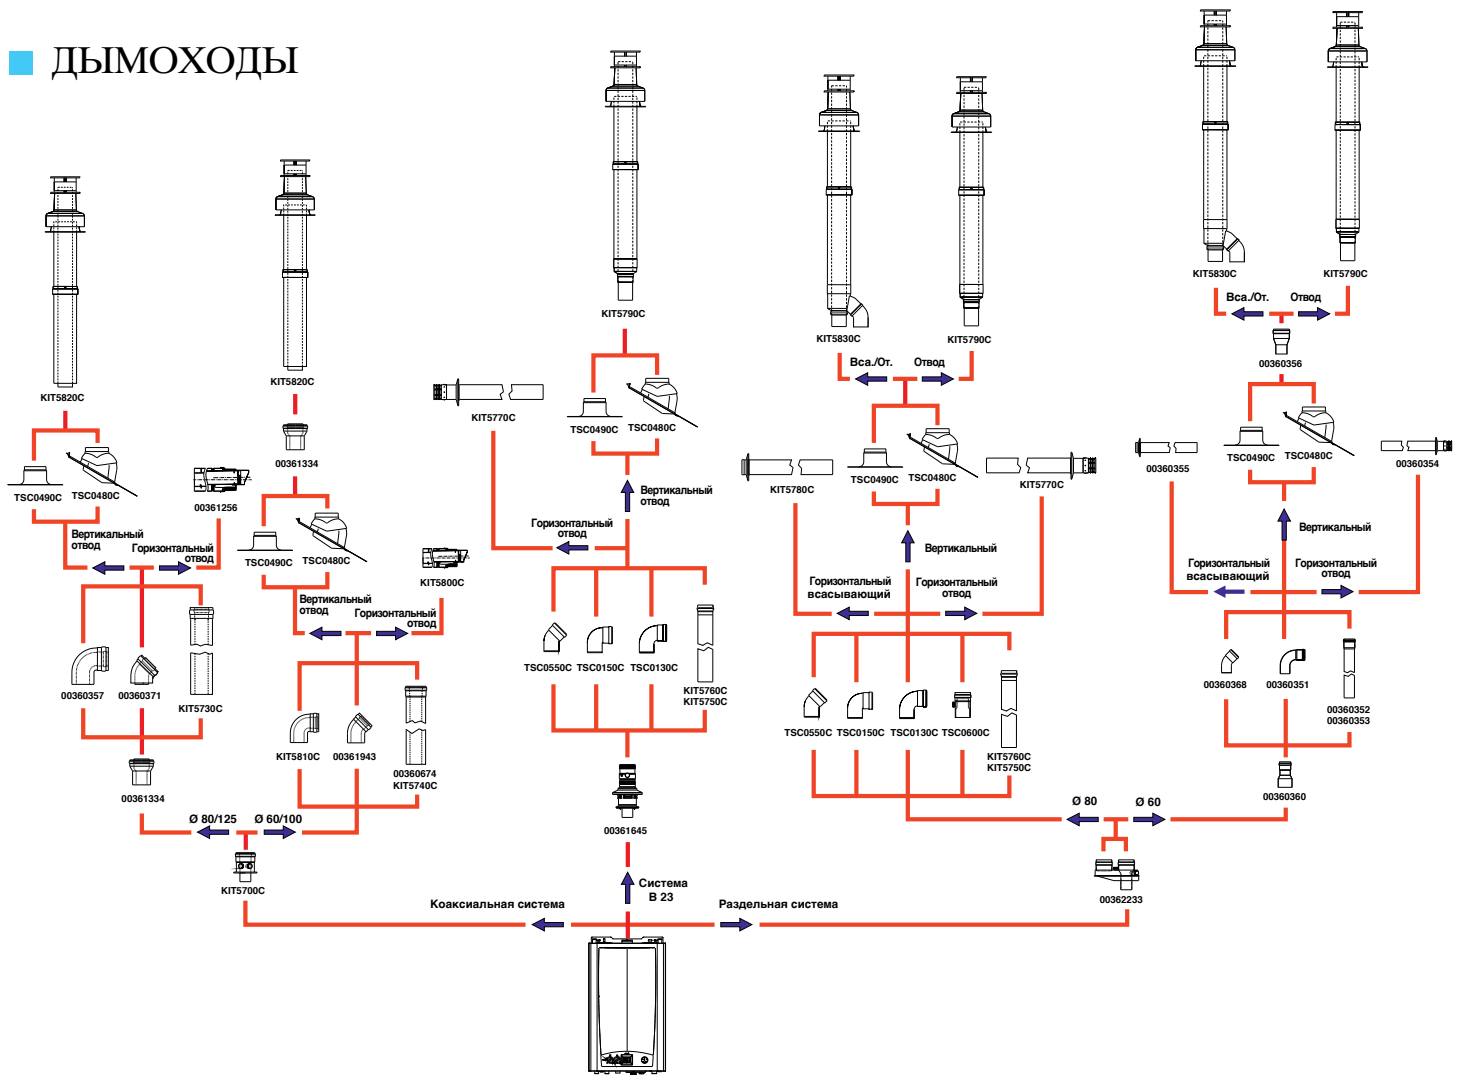 ДЫМОХОДЫ
KIT5820C
TSC0490C
TSC0480C
00361256
Вертикальный
отвод
Горизонтальный
отвод
00360357
00360371
KIT5730C
00361334
Ø 80/125
Ø 60/100
KIT5700C
KIT5820C
00361334
TSC0490C
TSC0480C
KIT5800C
Вертикальный
отвод
Горизонтальный
отвод
KIT5810C
00361943
00360674
KIT5740C
KIT5790C
KIT5770C
TSC0490C
TSC0480C
Вертикальный
отвод
Горизонтальный
отвод
TSC0550C
TSC0150C
TSC0130C
KIT5760C
KIT5750C
00361645
Система
B 23
Коаксиальная система
Раздельная система
KIT5830C
KIT5790C
Вса./От.
Отвод
KIT5780C
TSC0490C
TSC0480C
KIT5770C
Вертикальный
Горизонтальный
всасывающий
Горизонтальный
отвод
TSC0550C
TSC0150C
TSC0130C
TSC0600C
KIT5760C
KIT5750C
Ø 80
Ø 60
00362233
KIT5830C
KIT5790C
Вса./От.
Отвод
00360356
00360355
TSC0490C
TSC0480C
00360354
Вертикальный
Горизонтальный
всасывающий
Горизонтальный
отвод
00360368
00360351
00360352
00360353
00360360